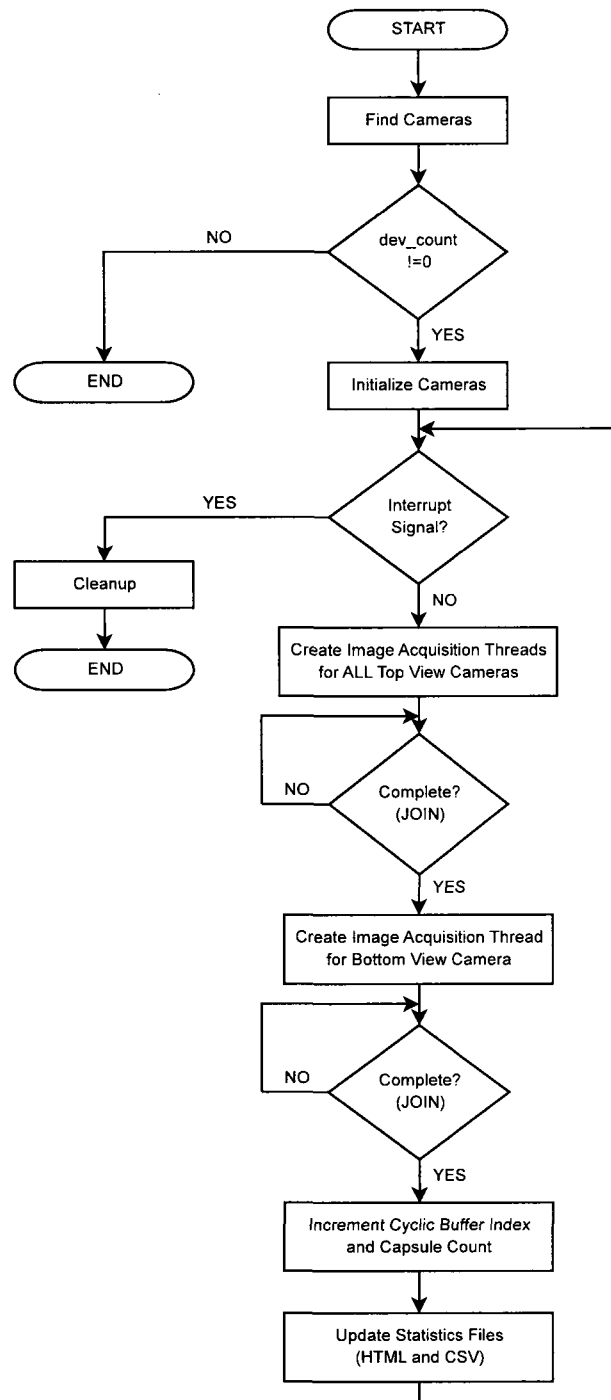 START
Find Cameras
dev_count
!=0
NO
YES
END
Initialize Cameras
Interrupt
Signal?
YES
NO
Cleanup
END
Create Image Acquisition Threads
for ALL Top View Cameras
Complete?
(JOIN)
NO
YES
Create Image Acquisition Thread
for Bottom View Camera
Complete?
(JOIN)
NO
YES
Increment Cyclic Buffer Index
and Capsule Count
Update Statistics Files
(HTML and CSV)